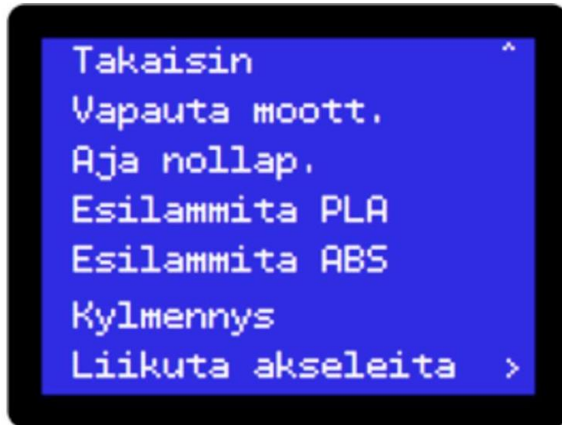 Takaisin ^
Vapauta moott.
Aja nollap.
Esilammita PLA
Esilammita ABS
Kylmennys
Liikuta akseleita >